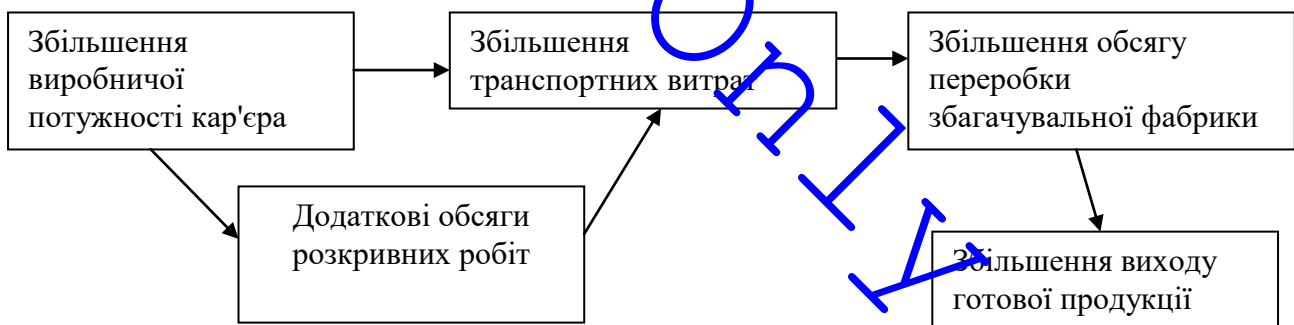 Збільшення
виробничої
потужності кар'єра
Збільшення
транспортних витрат
Збільшення обсягу
переробки
збагачувальної фабрики
Додаткові обсяги
розкривних робіт
Збільшення виходу
готової продукції
only